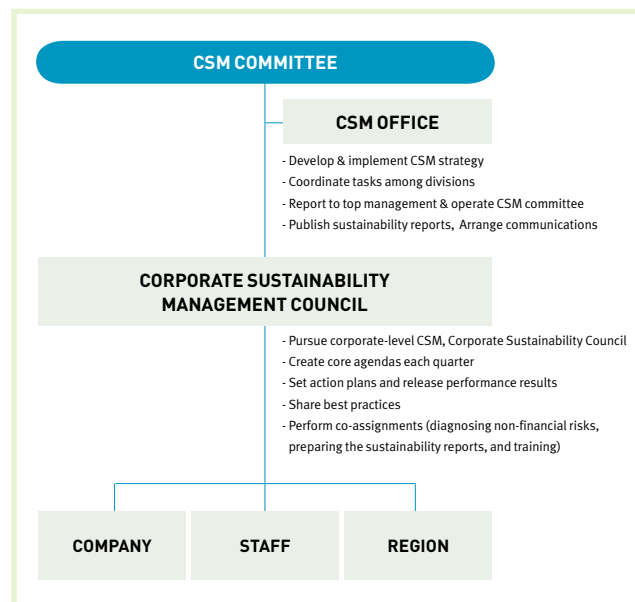 CSM COMMITTEE
CSM OFFICE
- Develop & implement CSM strategy
- Coordinate tasks among divisions
- Report to top management & operate CSM committee
- Publish sustainability reports, Arrange communications
CORPORATE SUSTAINABILITY
MANAGEMENT COUNCIL
- Pursue corporate-level CSM, Corporate Sustainability Council
- Create core agendas each quarter
- Set action plans and release performance results
- Share best practices
- Perform co-assignments (diagnosing non-financial risks,
preparing the sustainability reports, and training)
COMPANY
STAFF
REGION